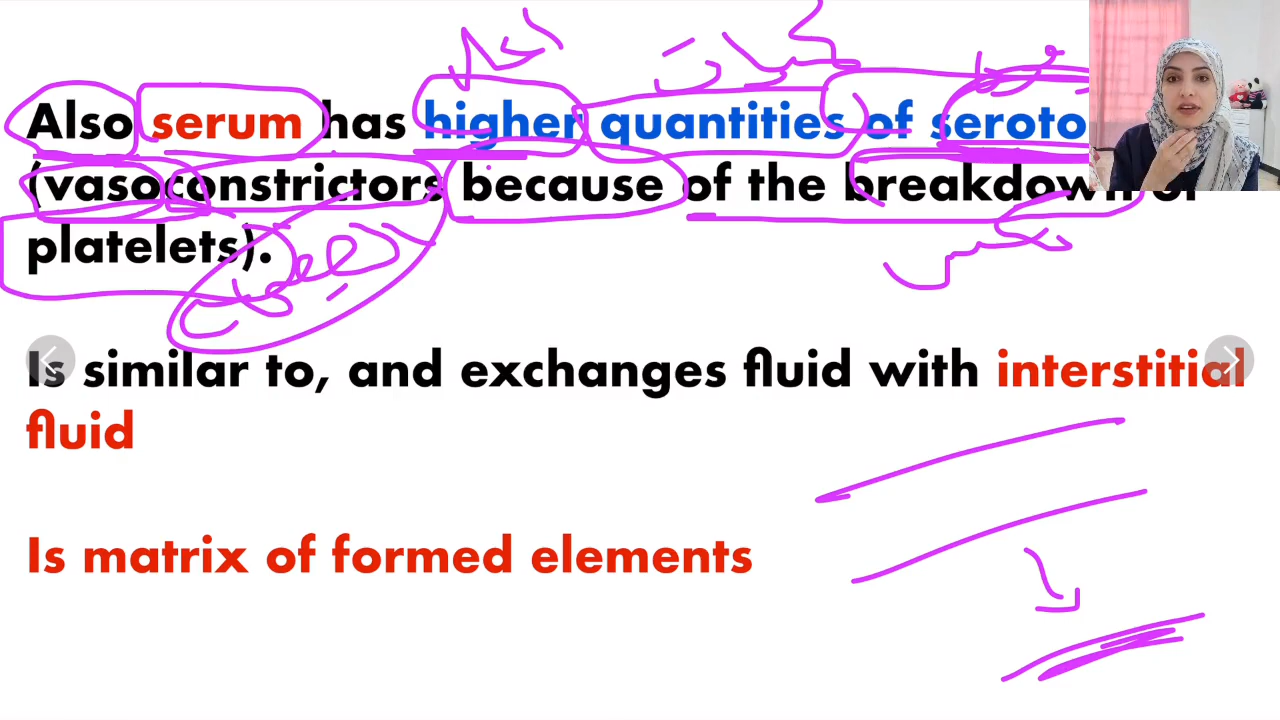 Also serum has higher quantities of seroto
(vasoconstrictors because of the breakdown of
platelets).
Is similar to, and exchanges fluid with interstitial
fluid
Is matrix of formed elements